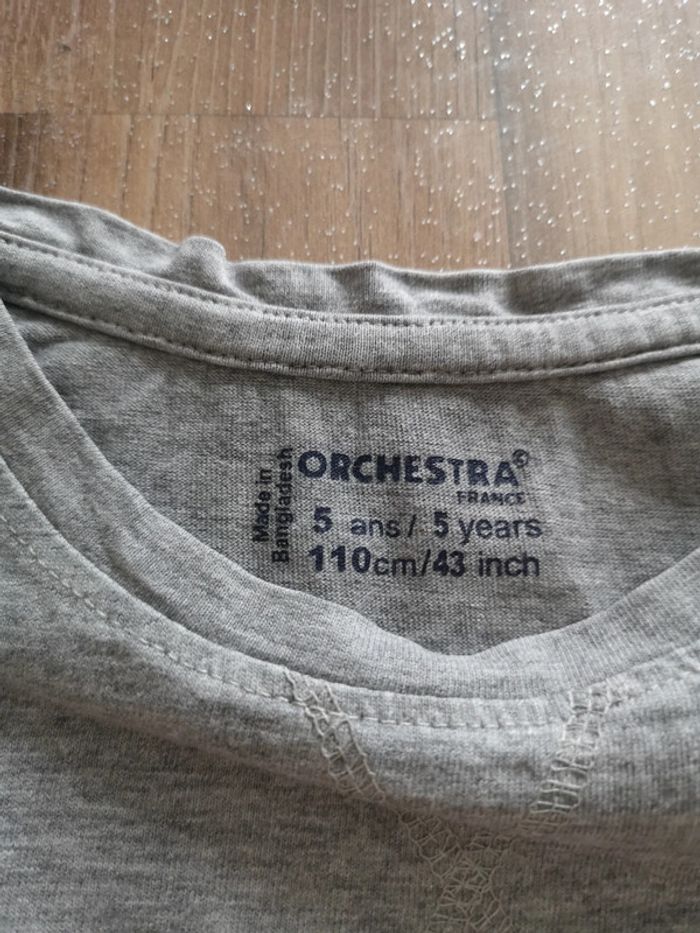 Made in
Bangladesh
ORCHESTRA®
FRANCE
5 ans / 5 years
110cm/43 inch